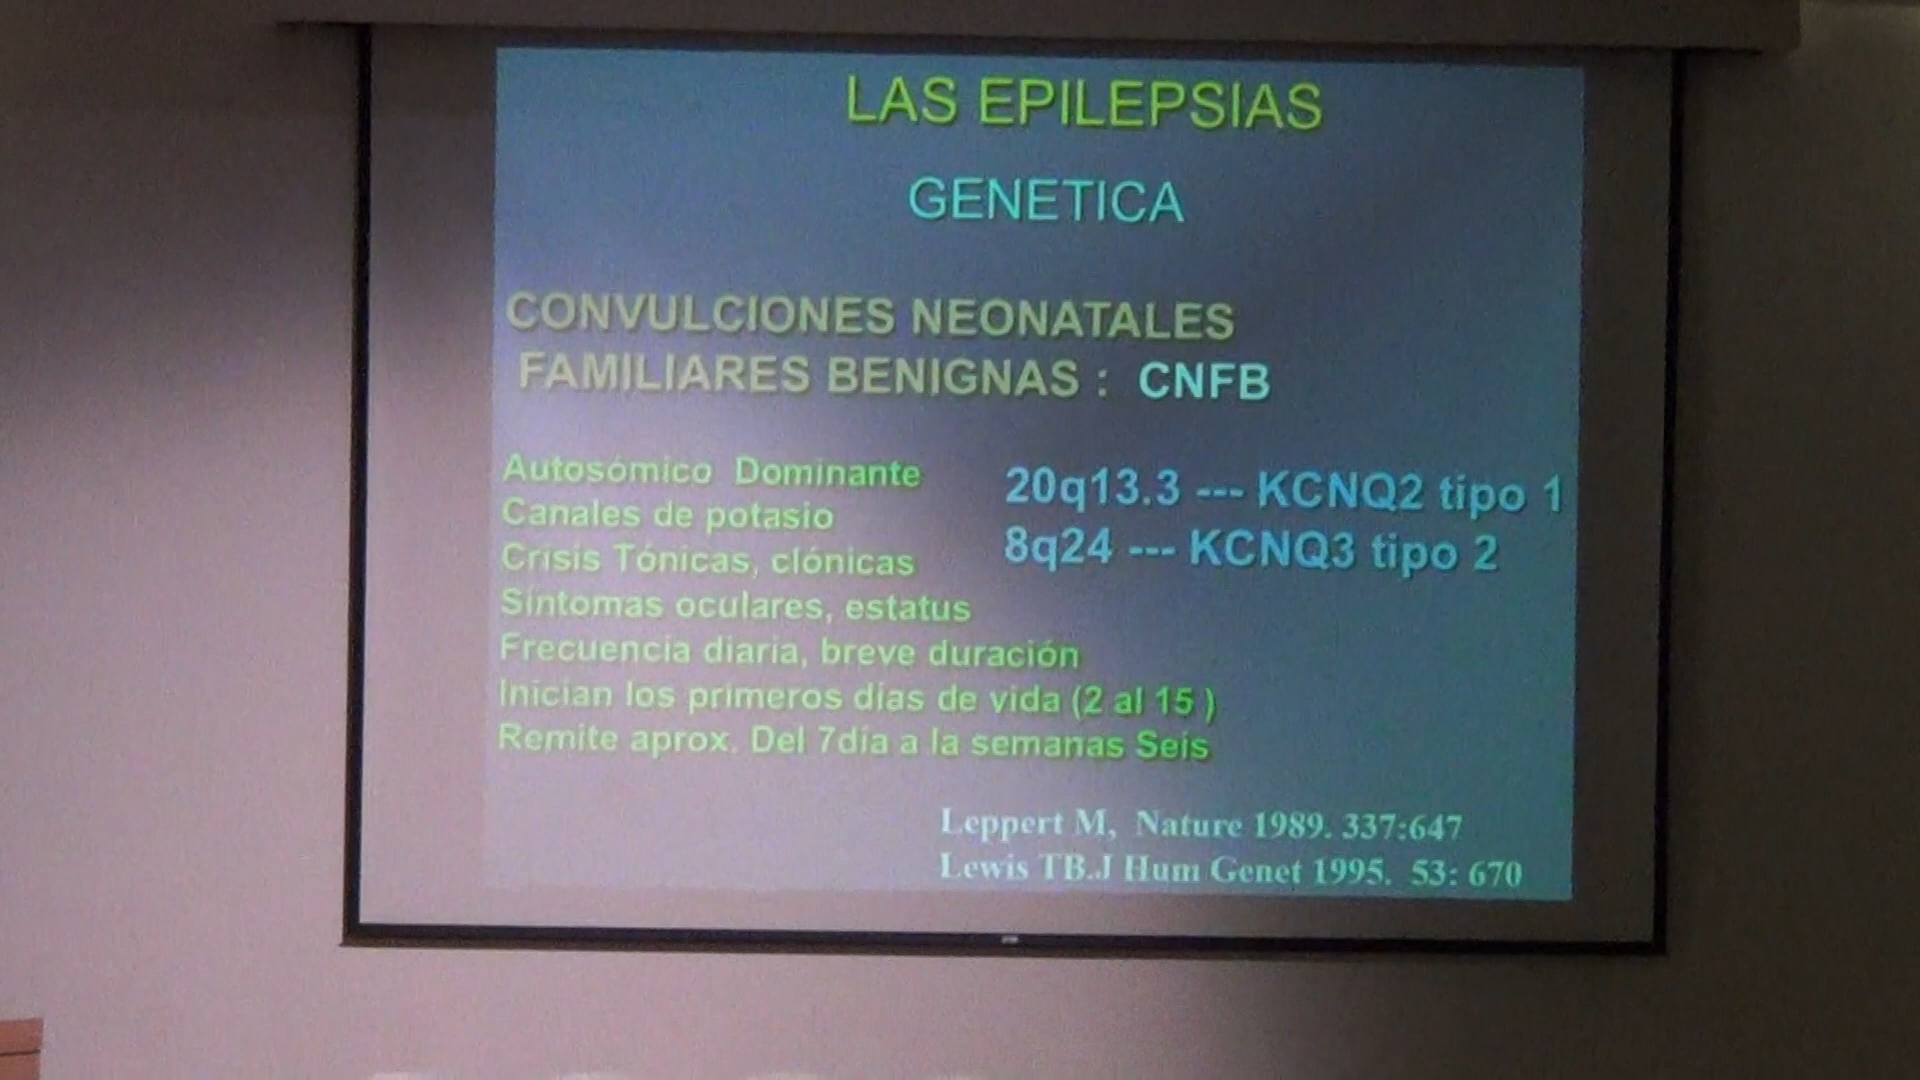 LAS EPILEPSIAS
GENETICA
CONVULCIONES NEONATALES
FAMILIARES BENIGNAS : CNFB
Autosómico Dominante
Canales de potasio
Crisis Tónicas, clónicas
Síntomas oculares, estatus
Frecuencia diaria, breve duración
Inician los primeros días de vida (2 al 15 )
Remite aprox. Del 7día a la semanas Seis
20q13.3 --- KCNQ2 tipo 1
8q24 --- KCNQ3 tipo 2
Leppert M, Nature 1989. 337:647
Lewis TB.J Hum Genet 1995. 53: 670